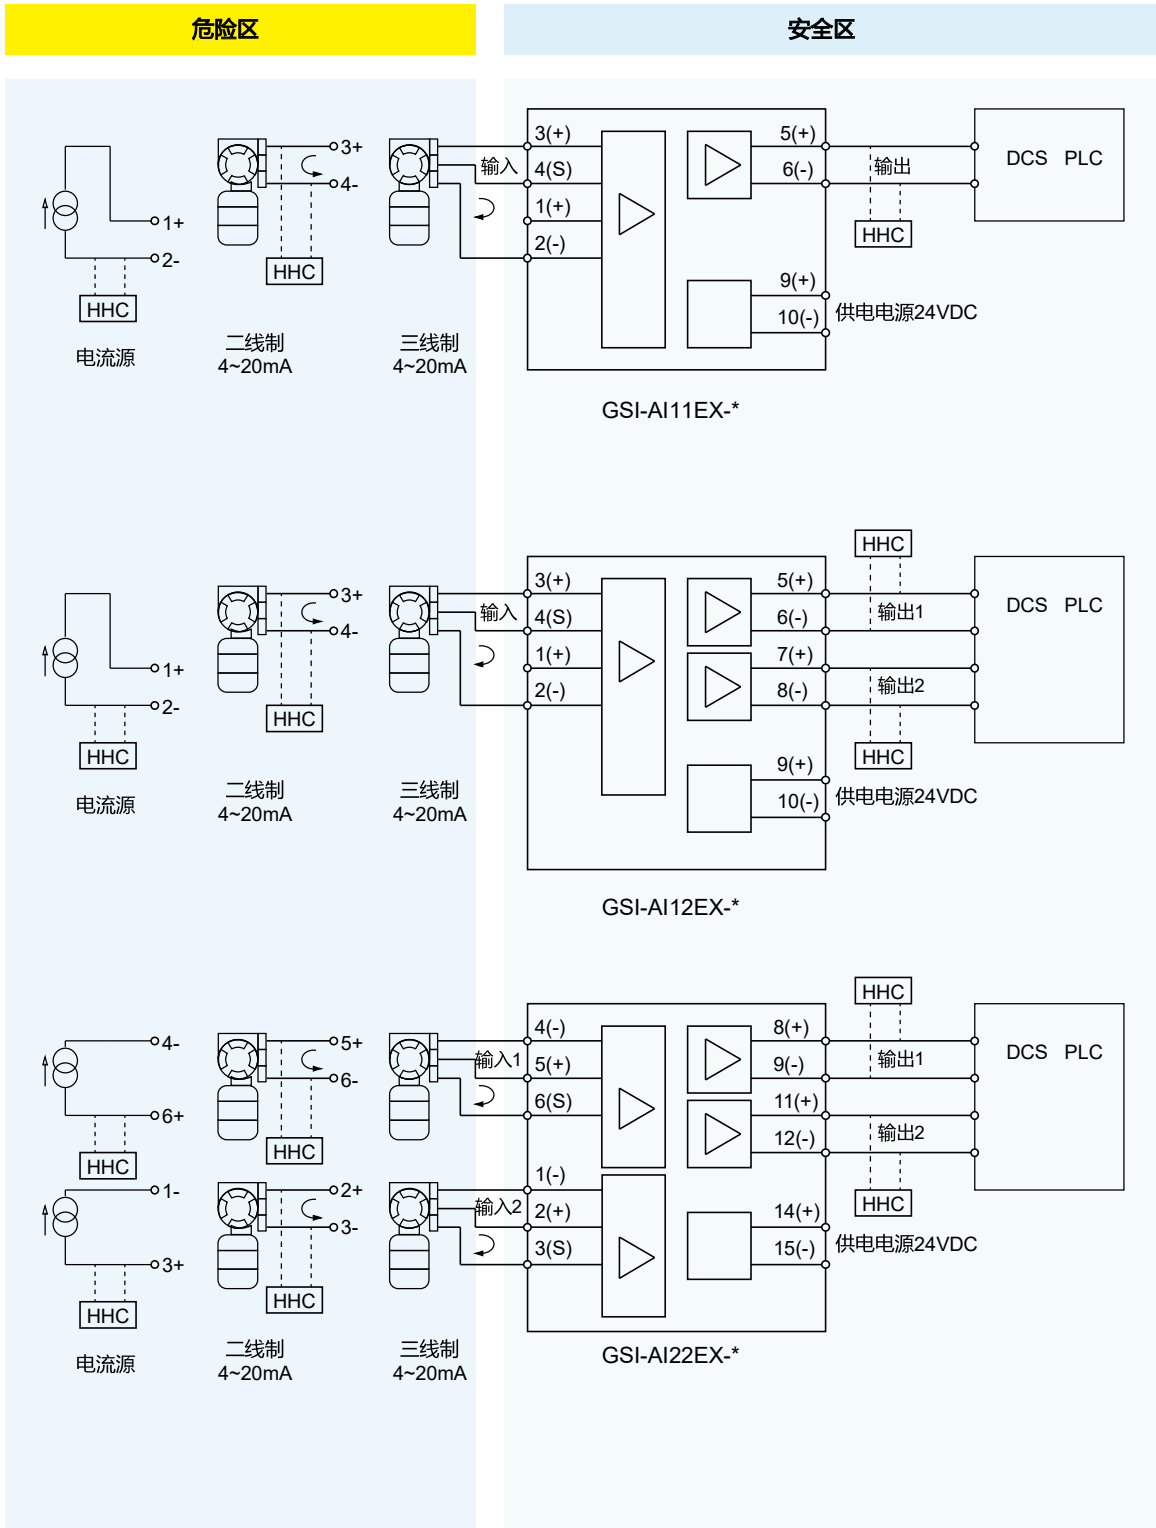 危险区
安全区
3(+)
4(S)
1(+)
2(-)
5(+)
6(-)
9(+)
10(-)
输入
输出
HHC
DCS PLC
供电电源24VDC
1+
2-
HHC
电流源
3+
4-
HHC
二线制
4~20mA
三线制
4~20mA
GSI-AI11EX-*
HHC
3(+)
4(S)
1(+)
2(-)
5(+)
6(-)
7(+)
8(-)
9(+)
10(-)
输入
输出1
输出2
HHC
DCS PLC
供电电源24VDC
1+
2-
HHC
电流源
3+
4-
HHC
二线制
4~20mA
三线制
4~20mA
GSI-AI12EX-*
HHC
4(-)
5(+)
6(S)
1(-)
2(+)
3(S)
8(+)
9(-)
11(+)
12(-)
14(+)
15(-)
输入1
输入2
输出1
输出2
HHC
DCS PLC
供电电源24VDC
4-
6+
HHC
1-
3+
HHC
电流源
5+
6-
HHC
2+
3-
HHC
二线制
4~20mA
三线制
4~20mA
GSI-AI22EX-*